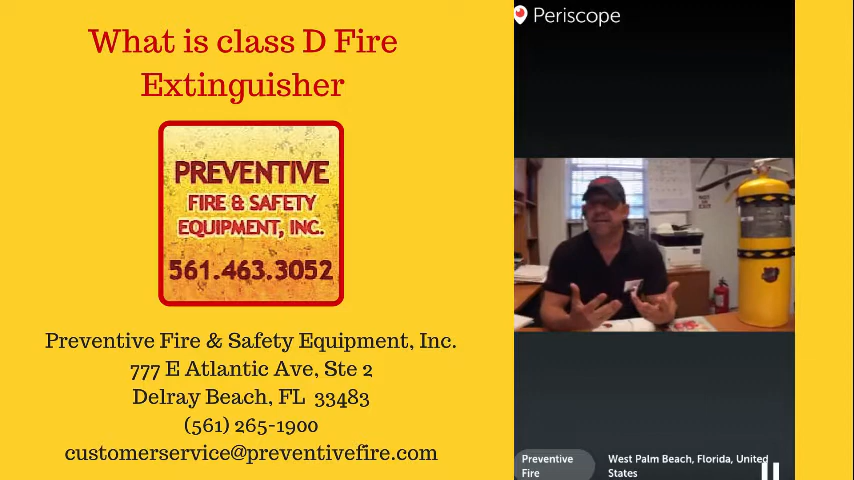 What is class D Fire
Extinguisher
PREVENTIVE
FIRE & SAFETY
EQUIPMENT, INC.
561.463.3052
Preventive Fire & Safety Equipment, Inc.
777 E Atlantic Ave, Ste 2
Delray Beach, FL 33483
(561) 265-1900
customerservice@preventivefire.com
Periscope
Preventive
Fire
West Palm Beach, Florida, United
States